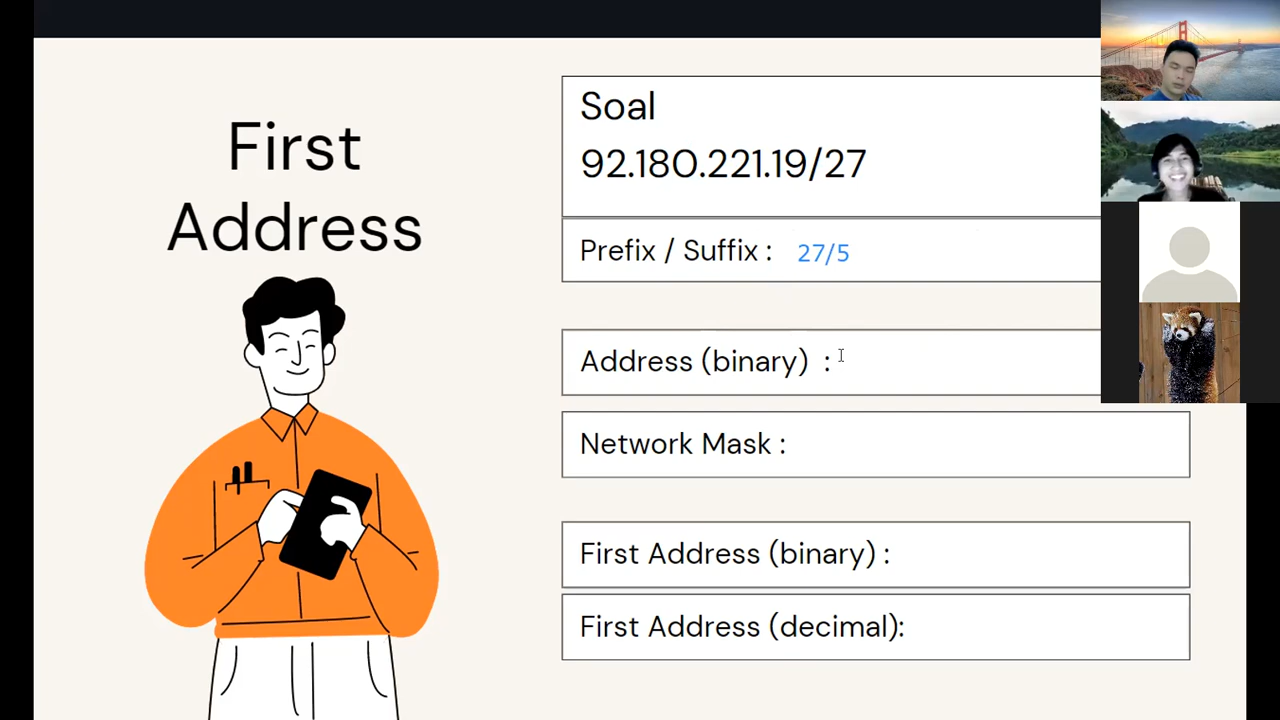 First
Address
Soal
92.180.221.19/27
Prefix / Suffix : 27/5
Address (binary) :
Network Mask :
First Address (binary) :
First Address (decimal):